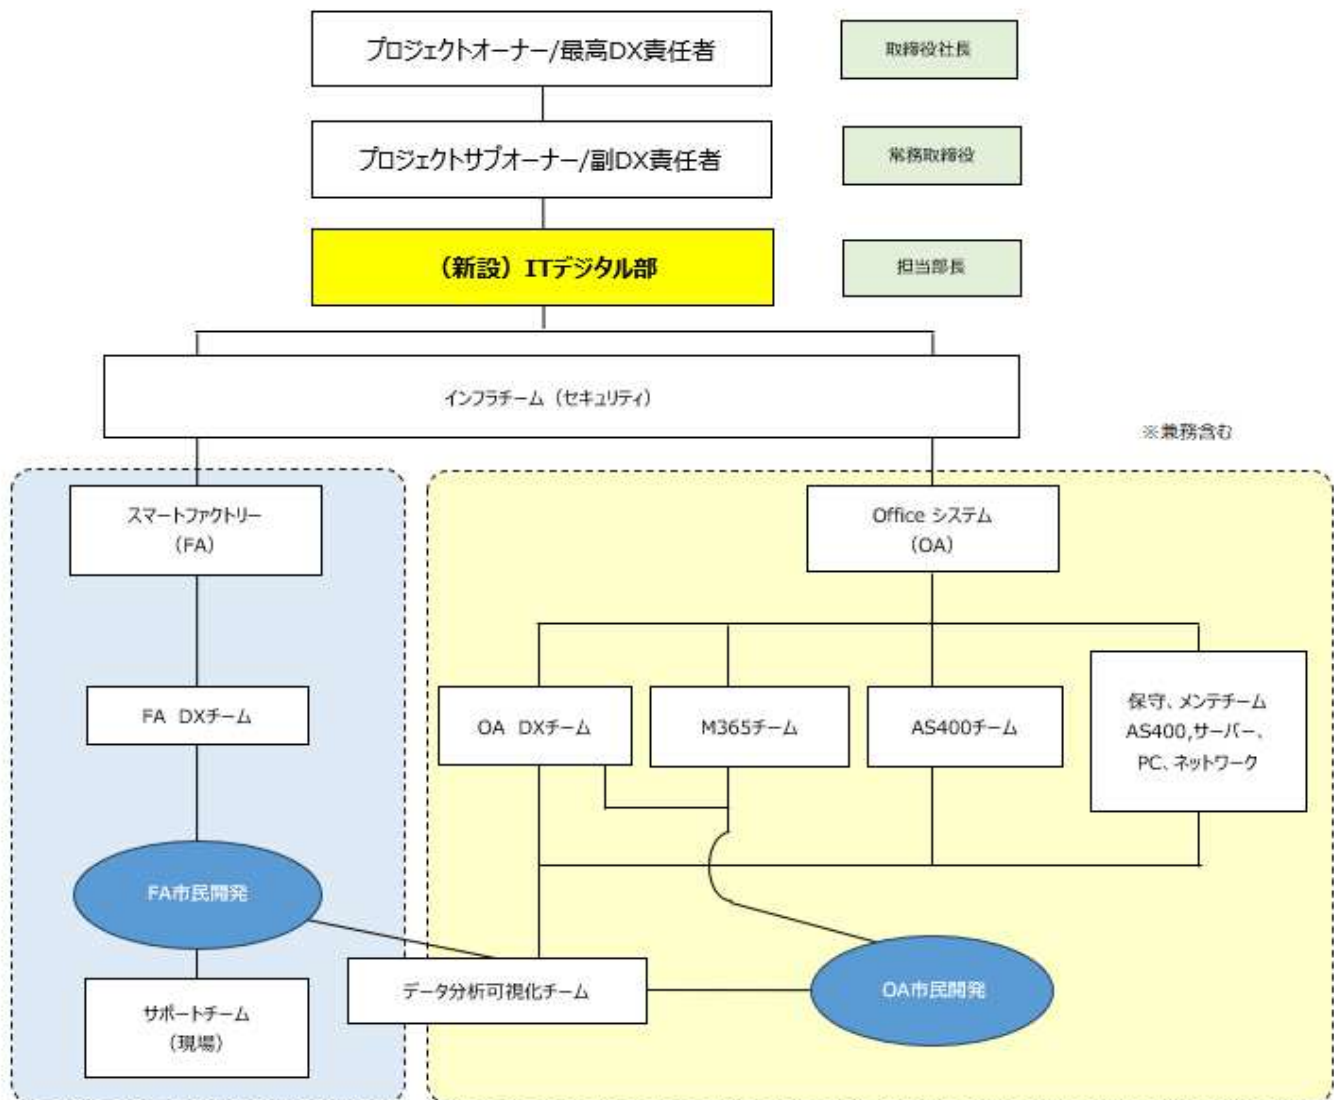 プロジェクトオーナー/最高DX責任者
取締役社長
プロジェクトサブオーナー/副DX責任者
常務取締役
（新設）ITデジタル部
担当部長
インフラチーム（セキュリティ）
※兼務含む
スマートファクトリー
（FA）
Office システム
（OA）
FA DXチーム
OA DXチーム
M365チーム
AS400チーム
保守、メンテチーム
AS400,サーバー、
PC、ネットワーク
FA市民開発
データ分析可視化チーム
OA市民開発
サポートチーム
（現場）